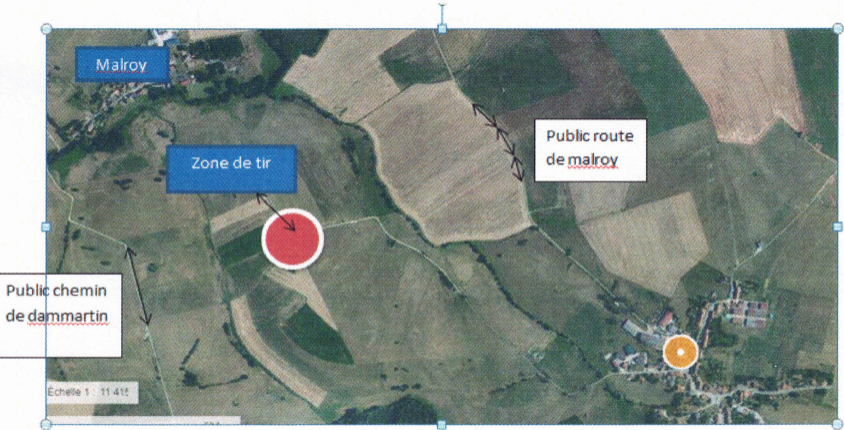 Malroy
Zone de tir
Public route
de malroy
Public chemin
de dammartin
Échelle 1 : 11 415